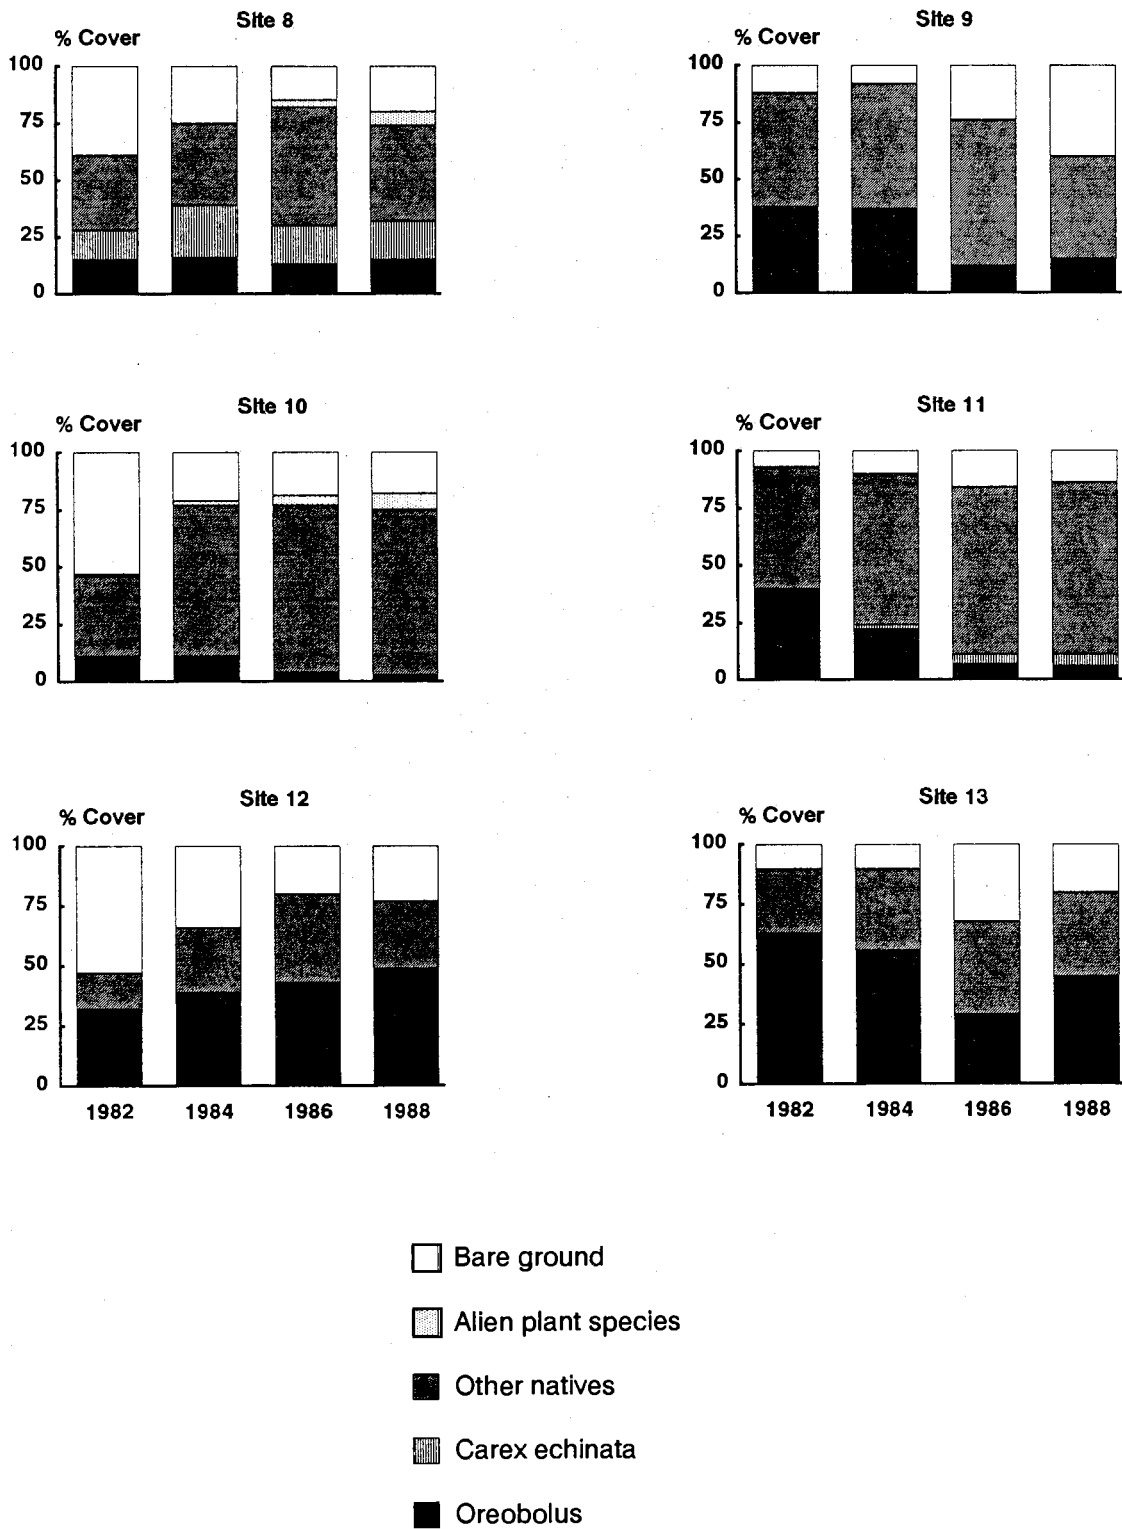 Site 8
% Cover
100
75
50
25
0
Site 9
% Cover
100
75
50
25
0
Site 10
% Cover
100
75
50
25
0
Site 11
% Cover
100
75
50
25
0
Site 12
% Cover
100
75
50
25
0
1982 1984 1986 1988
Site 13
% Cover
100
75
50
25
0
1982 1984 1986 1988
Bare ground
Alien plant species
Other natives
Carex echinata
Oreobolus